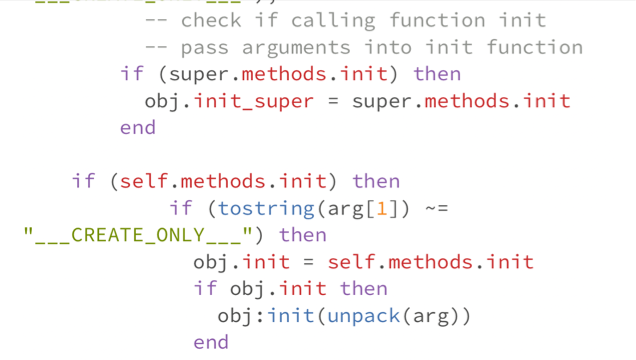 ___CREATE_ONLY___");
-- check if calling function init
-- pass arguments into init function
if (super.methods.init) then
obj.init_super = super.methods.init
end
if (self.methods.init) then
if (tostring(arg[1]) ~=
"___CREATE_ONLY___") then
obj.init = self.methods.init
if obj.init then
obj:init(unpack(arg))
end